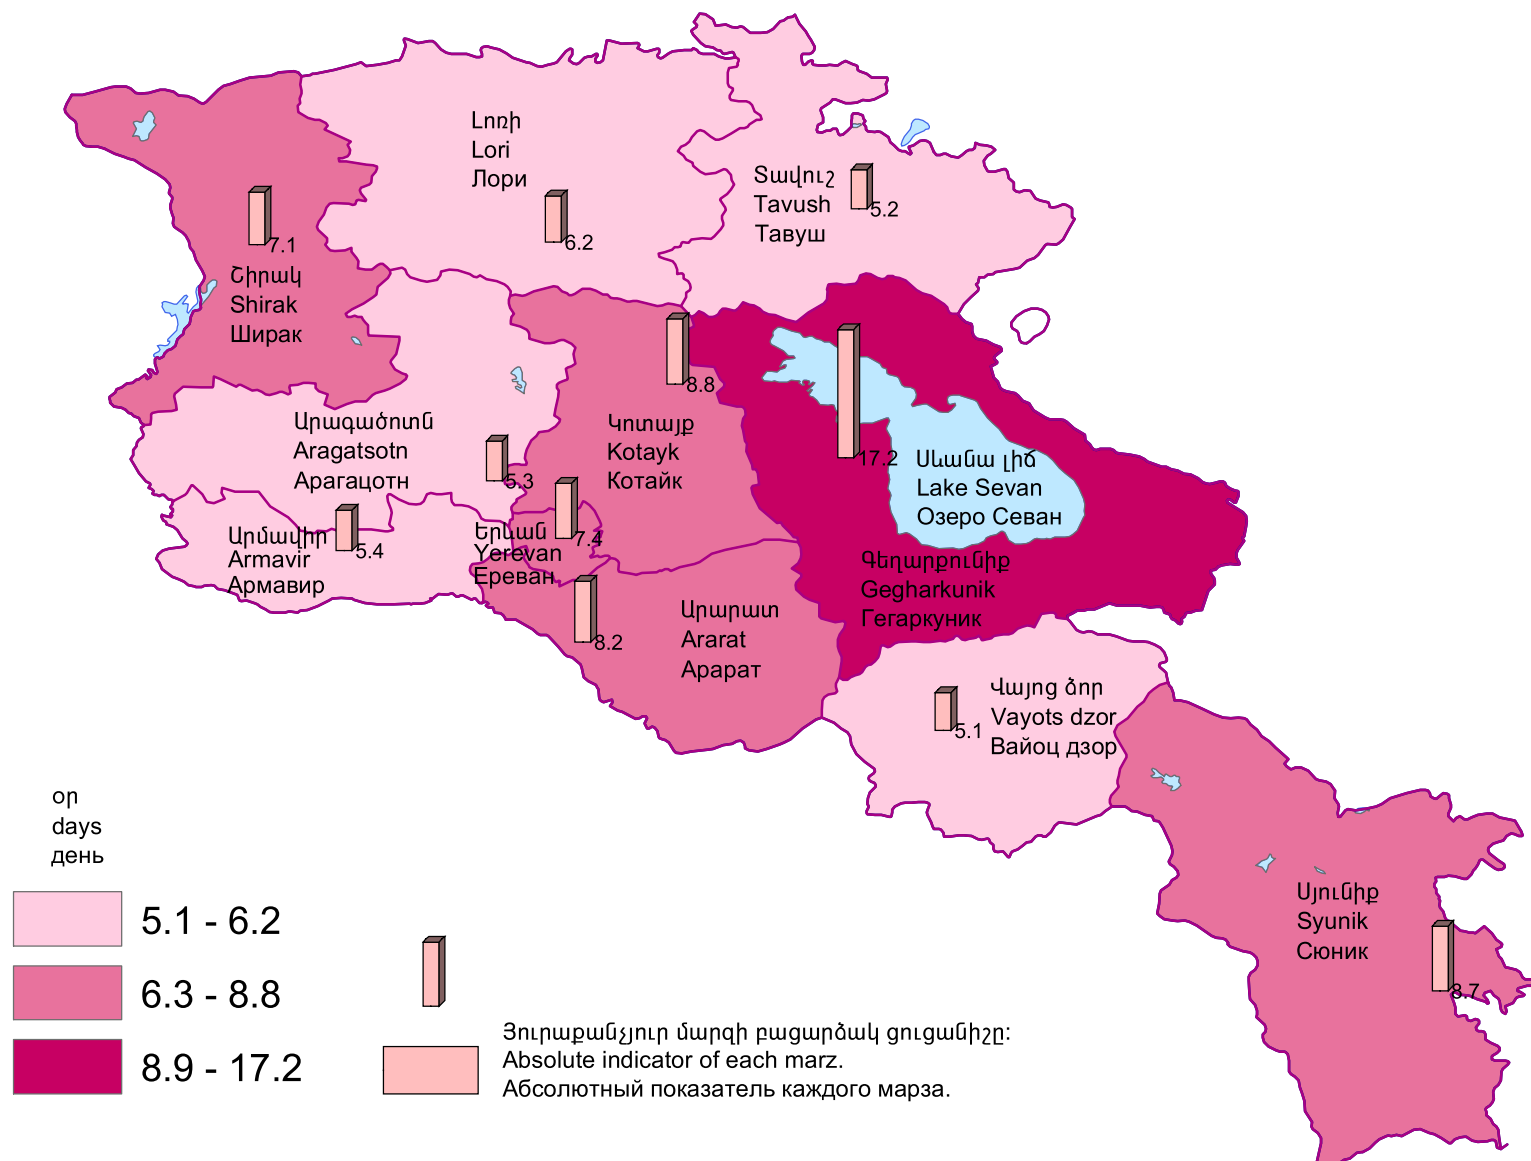 Լոռի
Lori
Лори
6.2
Տավուշ
Tavush
Тавуш
5.2
7.1
Շիրակ
Shirak
Ширак
8.8
Արագածոտն
Aragatsotn
Арагацотн
5.3
Կոտայք
Kotayk
Котайк
17.2
Սևանա լիճ
Lake Sevan
Озеро Севан
Արմավիր
Armavir
Армавир
5.4
Երևան
Yerevan
Ереван
7.4
Գեղարքունիք
Gegharkunik
Гегаркуник
8.2
Արարատ
Ararat
Арарат
Վայոց ձոր
Vayots dzor
Вайоц дзор
5.1
Սյունիք
Syunik
Сюник
8.7
օր
days
день
5.1 - 6.2
6.3 - 8.8
8.9 - 17.2
Յուրաքանչյուր մարզի բացարձակ ցուցանիշը:
Absolute indicator of each marz.
Абсолютный показатель каждого марза.